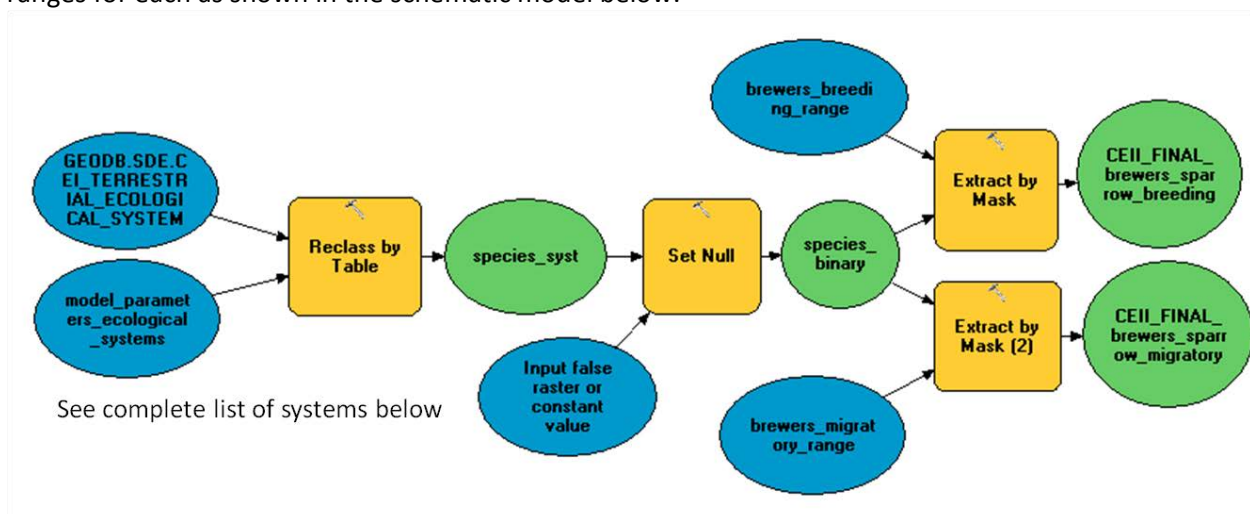 ranges for each as shown in the schematic model below.
brewers_breedi
ng_range
GEODB.SDE.C
EI_TERRESTR
IAL_ECOLOGI
CAL_SYSTEM
model_paramet
ers_ecological
_systems
Reclass by
Table
species_syst
Set Null
species_
binary
Input false
raster or
constant
value
Extract by
Mask
CEII_FINAL_
brewers_spar
row_breeding
Extract by
Mask (2)
CEII_FINAL_
brewers_sparr
ow_migratory
brewers_migrat
ory_range
See complete list of systems below